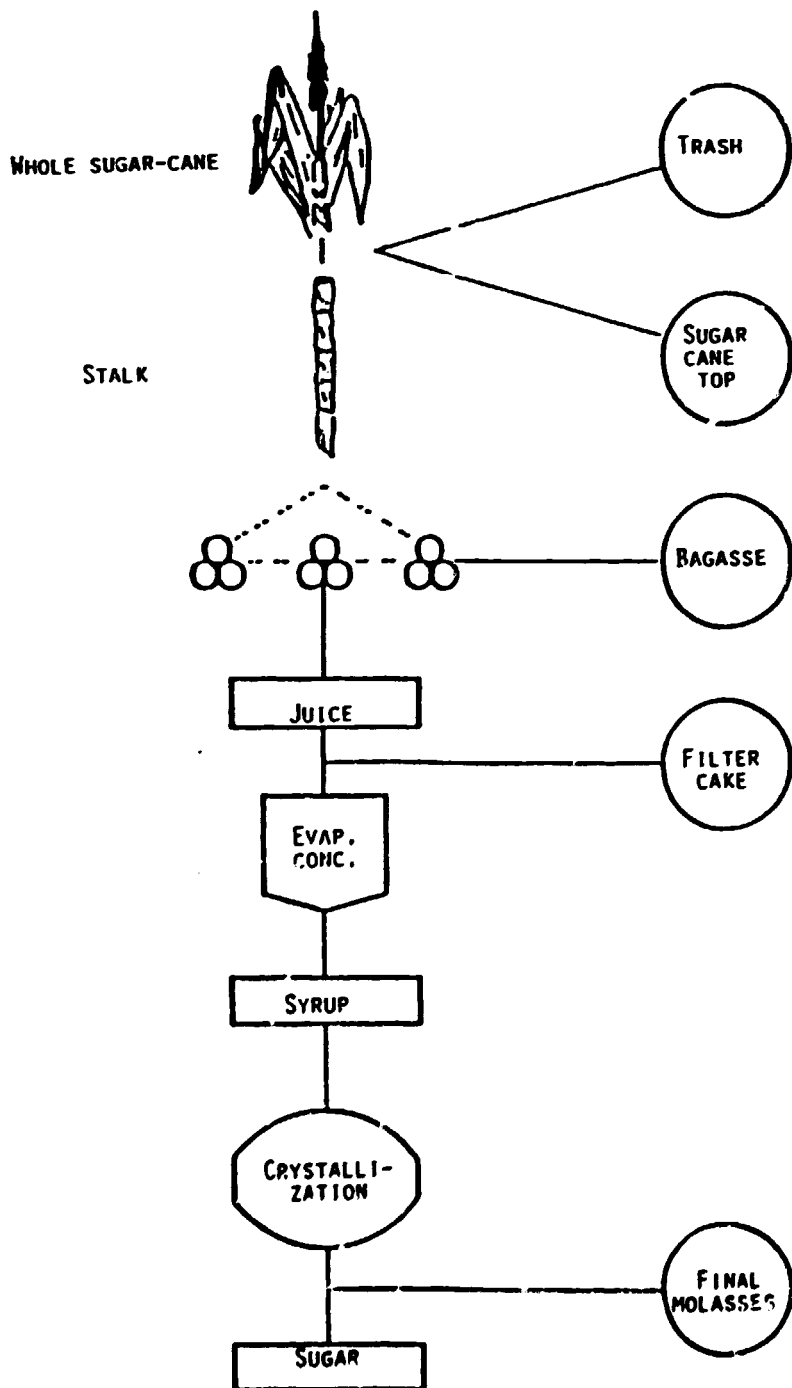 WHOLE SUGAR-CANE
TRASH
SUGAR
CANE
TOP
STALK
BAGASSE
JUICE
FILTER
CAKE
EVAP.
CONC.
SYRUP
CRYSTALLI-
ZATION
FINAL
MOLASSES
SUGAR